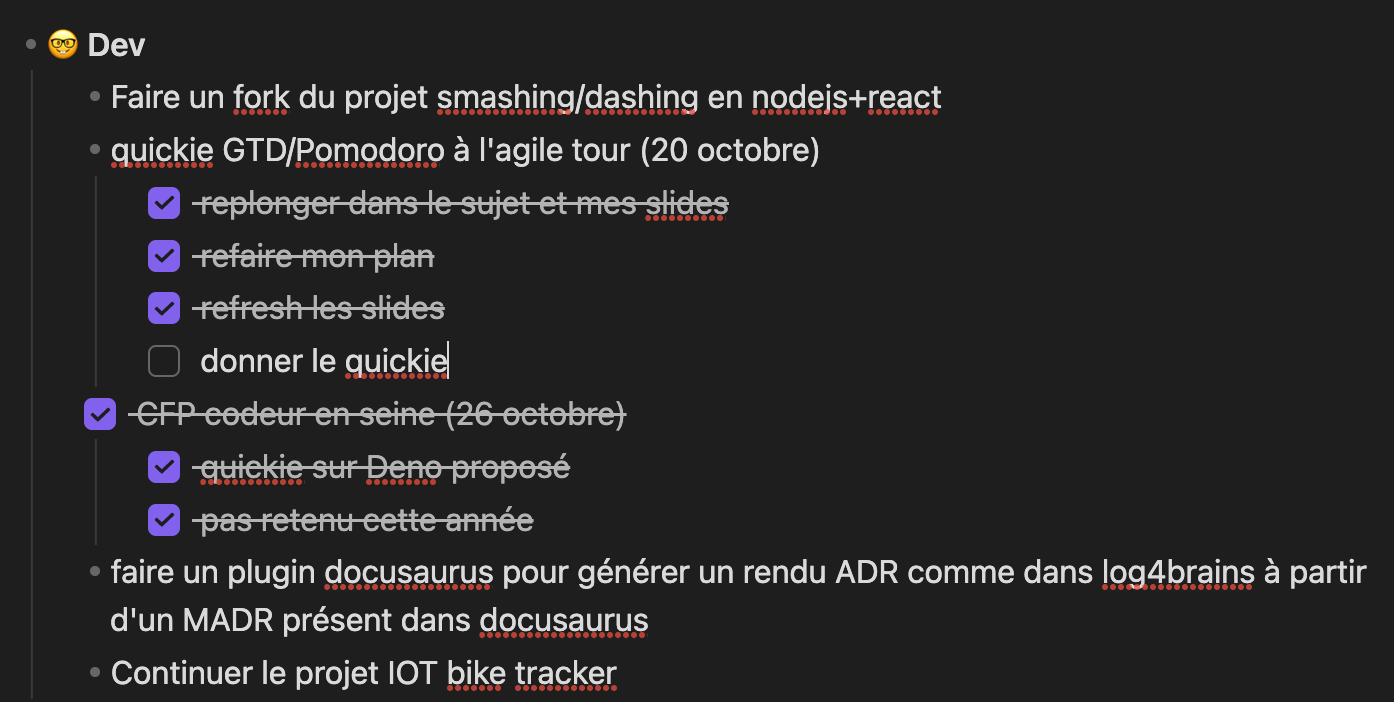 🤓 Dev
Faire un fork du projet smashing/dashing en nodejs+react
quickie GTD/Pomodoro à l'agile tour (20 octobre)
replonger dans le sujet et mes slides
refaire mon plan
refresh les slides
donner le quickie
CFP codeur en seine (26 octobre)
quickie sur Deno proposé
pas retenu cette année
faire un plugin docusaurus pour générer un rendu ADR comme dans log4brains à partir
d'un MADR présent dans docusaurus
Continuer le projet IOT bike tracker